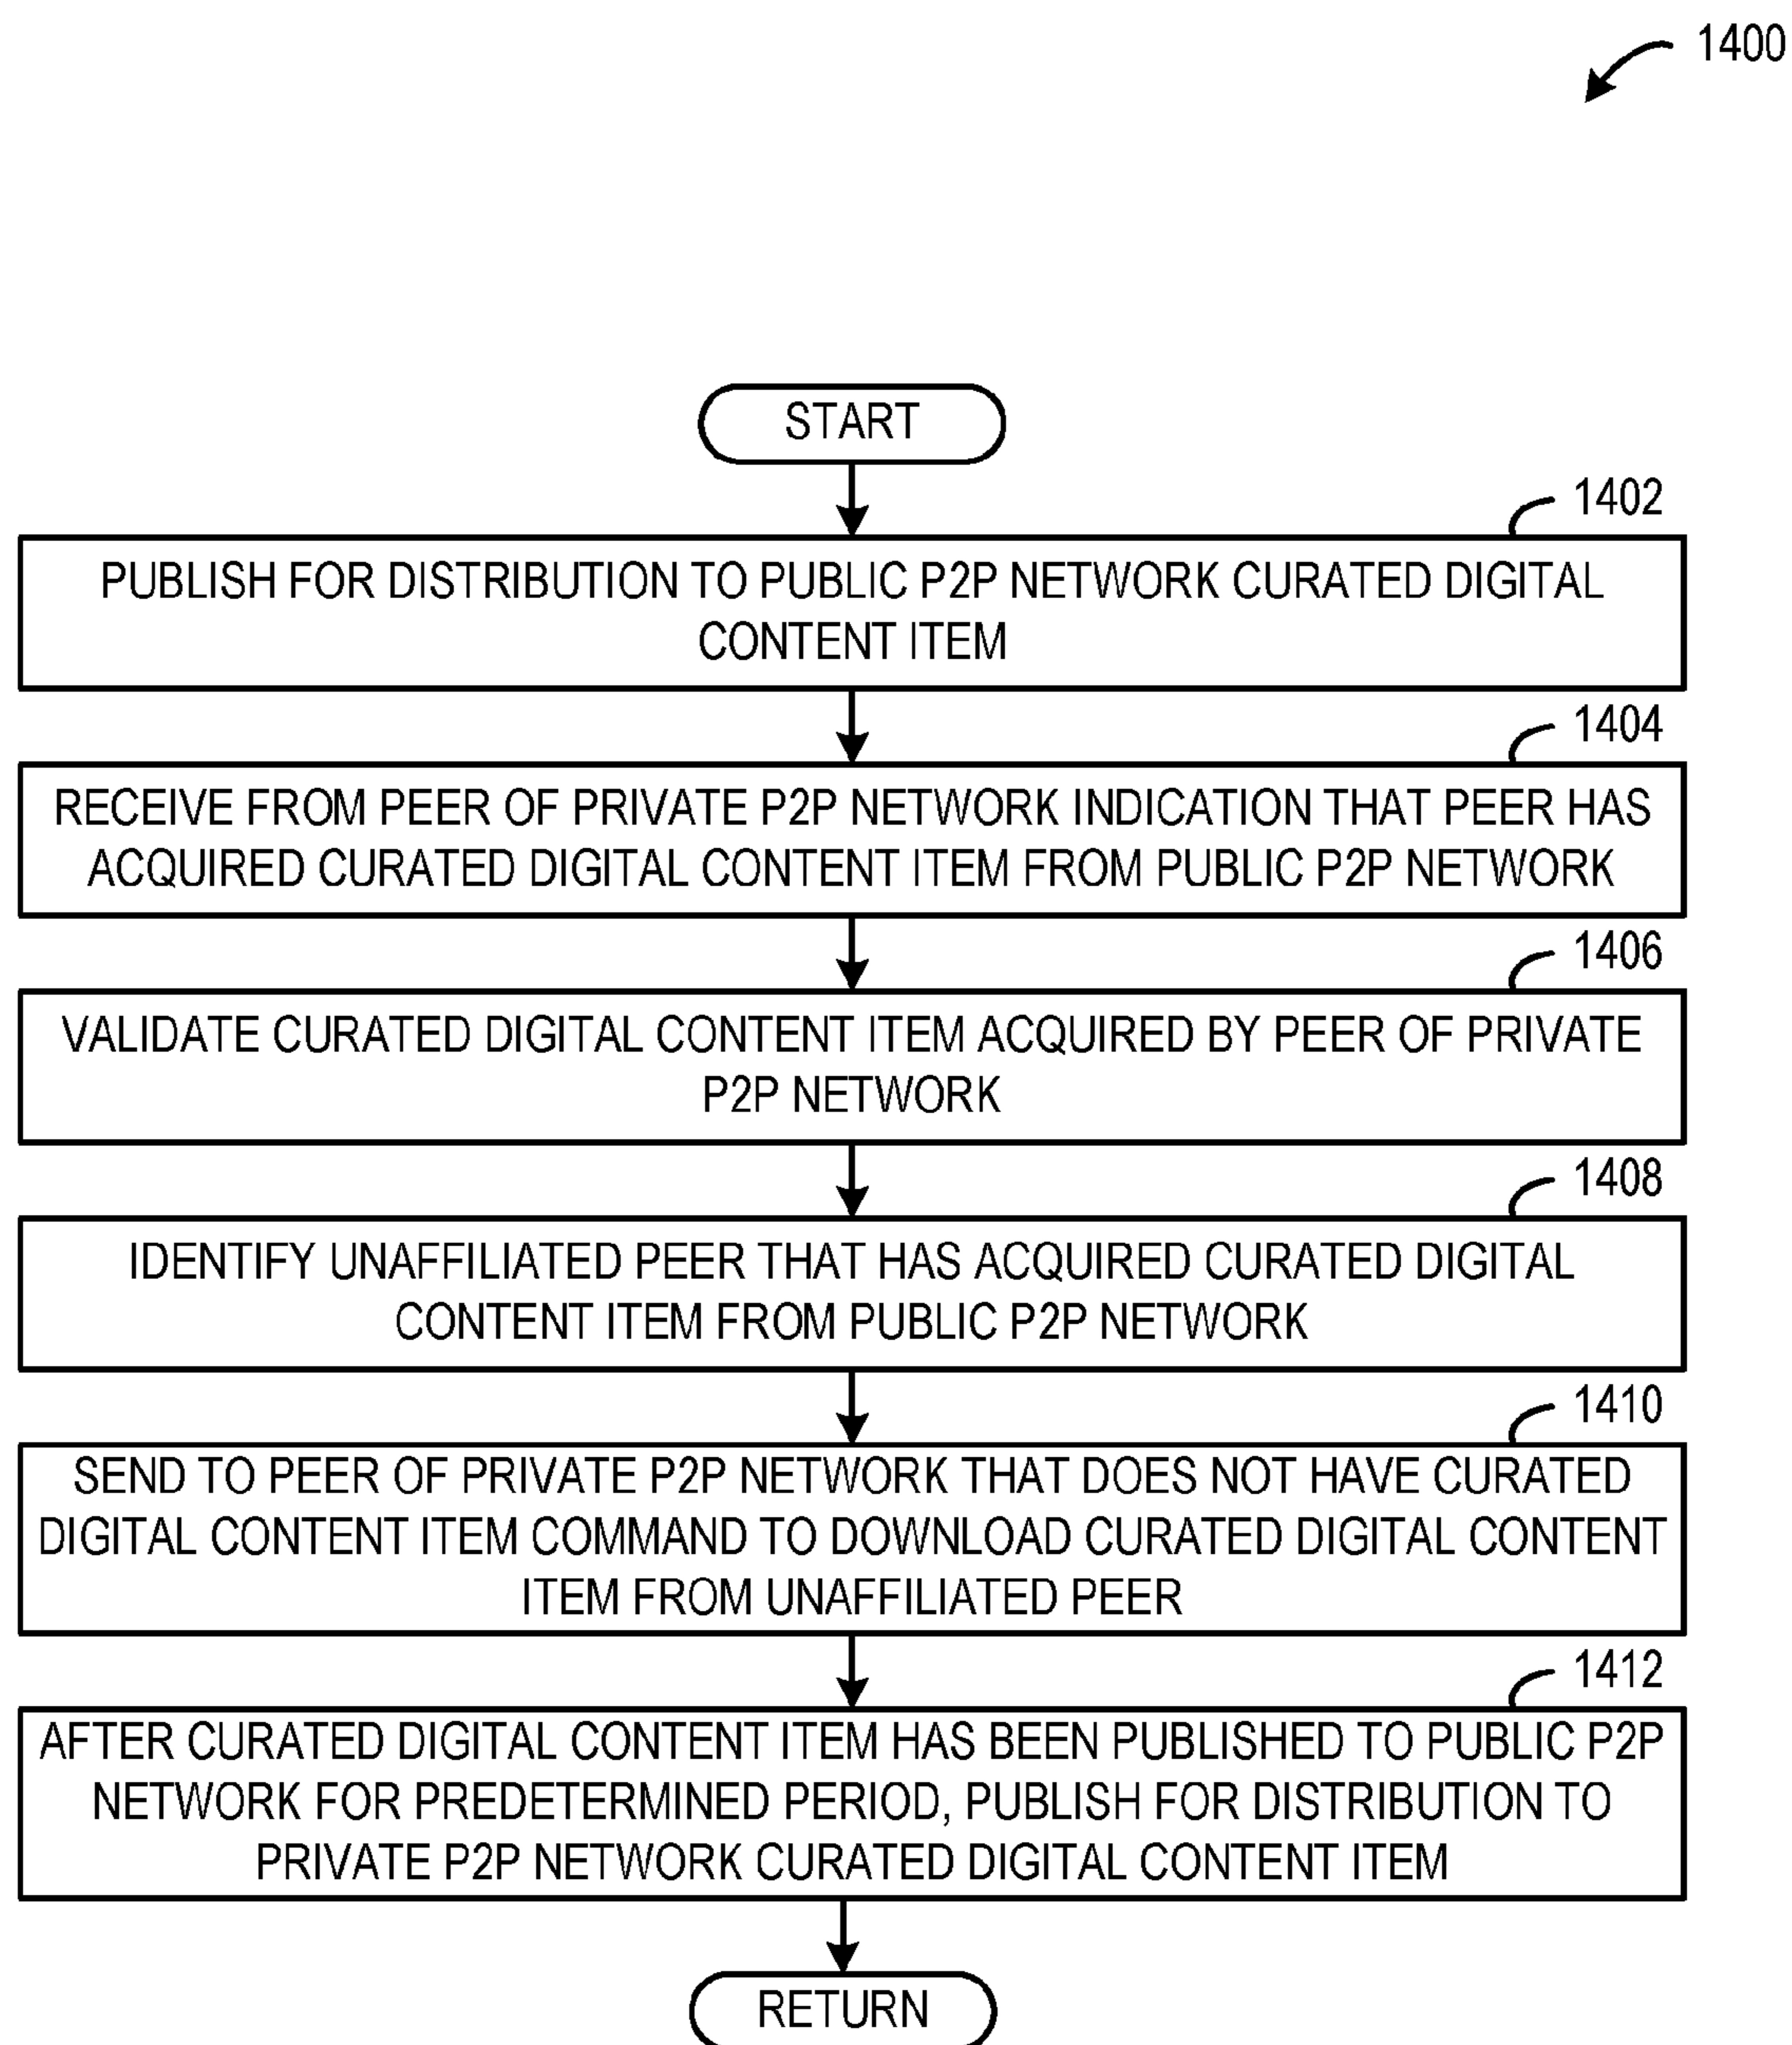 1400
START
1402
PUBLISH FOR DISTRIBUTION TO PUBLIC P2P NETWORK CURATED DIGITAL
CONTENT ITEM
1404
RECEIVE FROM PEER OF PRIVATE P2P NETWORK INDICATION THAT PEER HAS
ACQUIRED CURATED DIGITAL CONTENT ITEM FROM PUBLIC P2P NETWORK
1406
VALIDATE CURATED DIGITAL CONTENT ITEM ACQUIRED BY PEER OF PRIVATE
P2P NETWORK
1408
IDENTIFY UNAFFILIATED PEER THAT HAS ACQUIRED CURATED DIGITAL
CONTENT ITEM FROM PUBLIC P2P NETWORK
1410
SEND TO PEER OF PRIVATE P2P NETWORK THAT DOES NOT HAVE CURATED
DIGITAL CONTENT ITEM COMMAND TO DOWNLOAD CURATED DIGITAL CONTENT
ITEM FROM UNAFFILIATED PEER
1412
AFTER CURATED DIGITAL CONTENT ITEM HAS BEEN PUBLISHED TO PUBLIC P2P
NETWORK FOR PREDETERMINED PERIOD, PUBLISH FOR DISTRIBUTION TO
PRIVATE P2P NETWORK CURATED DIGITAL CONTENT ITEM
RETURN